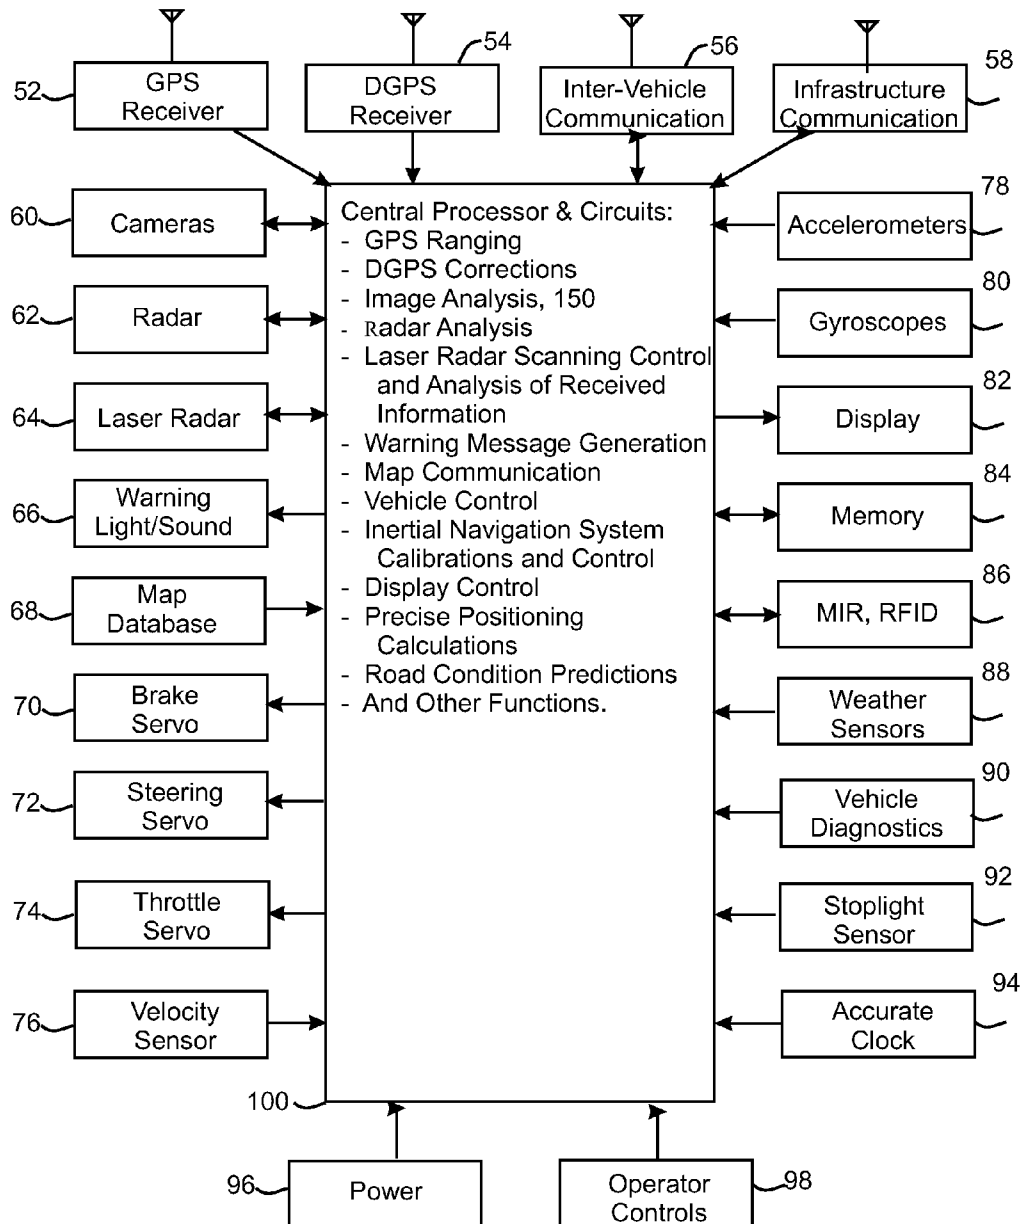 GPS
Receiver
52
DGPS
Receiver
54
Inter-Vehicle
Communication
56
Infrastructure
Communication
58
60
Cameras
62
Radar
64
Laser Radar
66
Warning
Light/Sound
68
Map
Database
70
Brake
Servo
72
Steering
Servo
74
Throttle
Servo
76
Velocity
Sensor
Central Processor & Circuits:
- GPS Ranging
- DGPS Corrections
- Image Analysis, 150
- Radar Analysis
- Laser Radar Scanning Control
and Analysis of Received
Information
- Warning Message Generation
- Map Communication
- Vehicle Control
- Inertial Navigation System
Calibrations and Control
- Display Control
- Precise Positioning
Calculations
- Road Condition Predictions
- And Other Functions.
100
78
Accelerometers
80
Gyroscopes
82
Display
84
Memory
86
MIR, RFID
88
Weather
Sensors
90
Vehicle
Diagnostics
92
Stoplight
Sensor
94
Accurate
Clock
96
Power
Operator
Controls
98